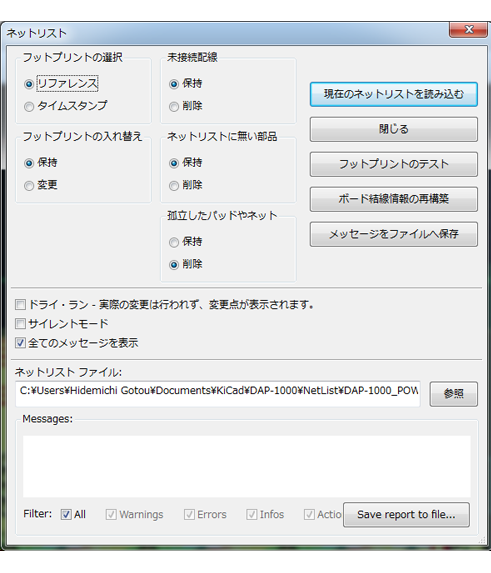 ネットリスト
フットプリントの選択
リファレンス
タイムスタンプ
未接続配線
保持
削除
現在のネットリストを読み込む
閉じる
フットプリントの入れ替え
保持
変更
ネットリストに無い部品
保持
削除
フットプリントのテスト
ボード結線情報の再構築
孤立したパッドやネット
保持
削除
メッセージをファイルへ保存
ドライ・ラン - 実際の変更は行われず、変更点が表示されます。
サイレントモード
全てのメッセージを表示
ネットリスト ファイル:
C:¥Users¥Hidemichi Gotou¥Documents¥KiCad¥DAP-1000¥NetList¥DAP-1000_POW
参照
Messages:
Filter: All Warnings Errors Infos Actio Save report to file...